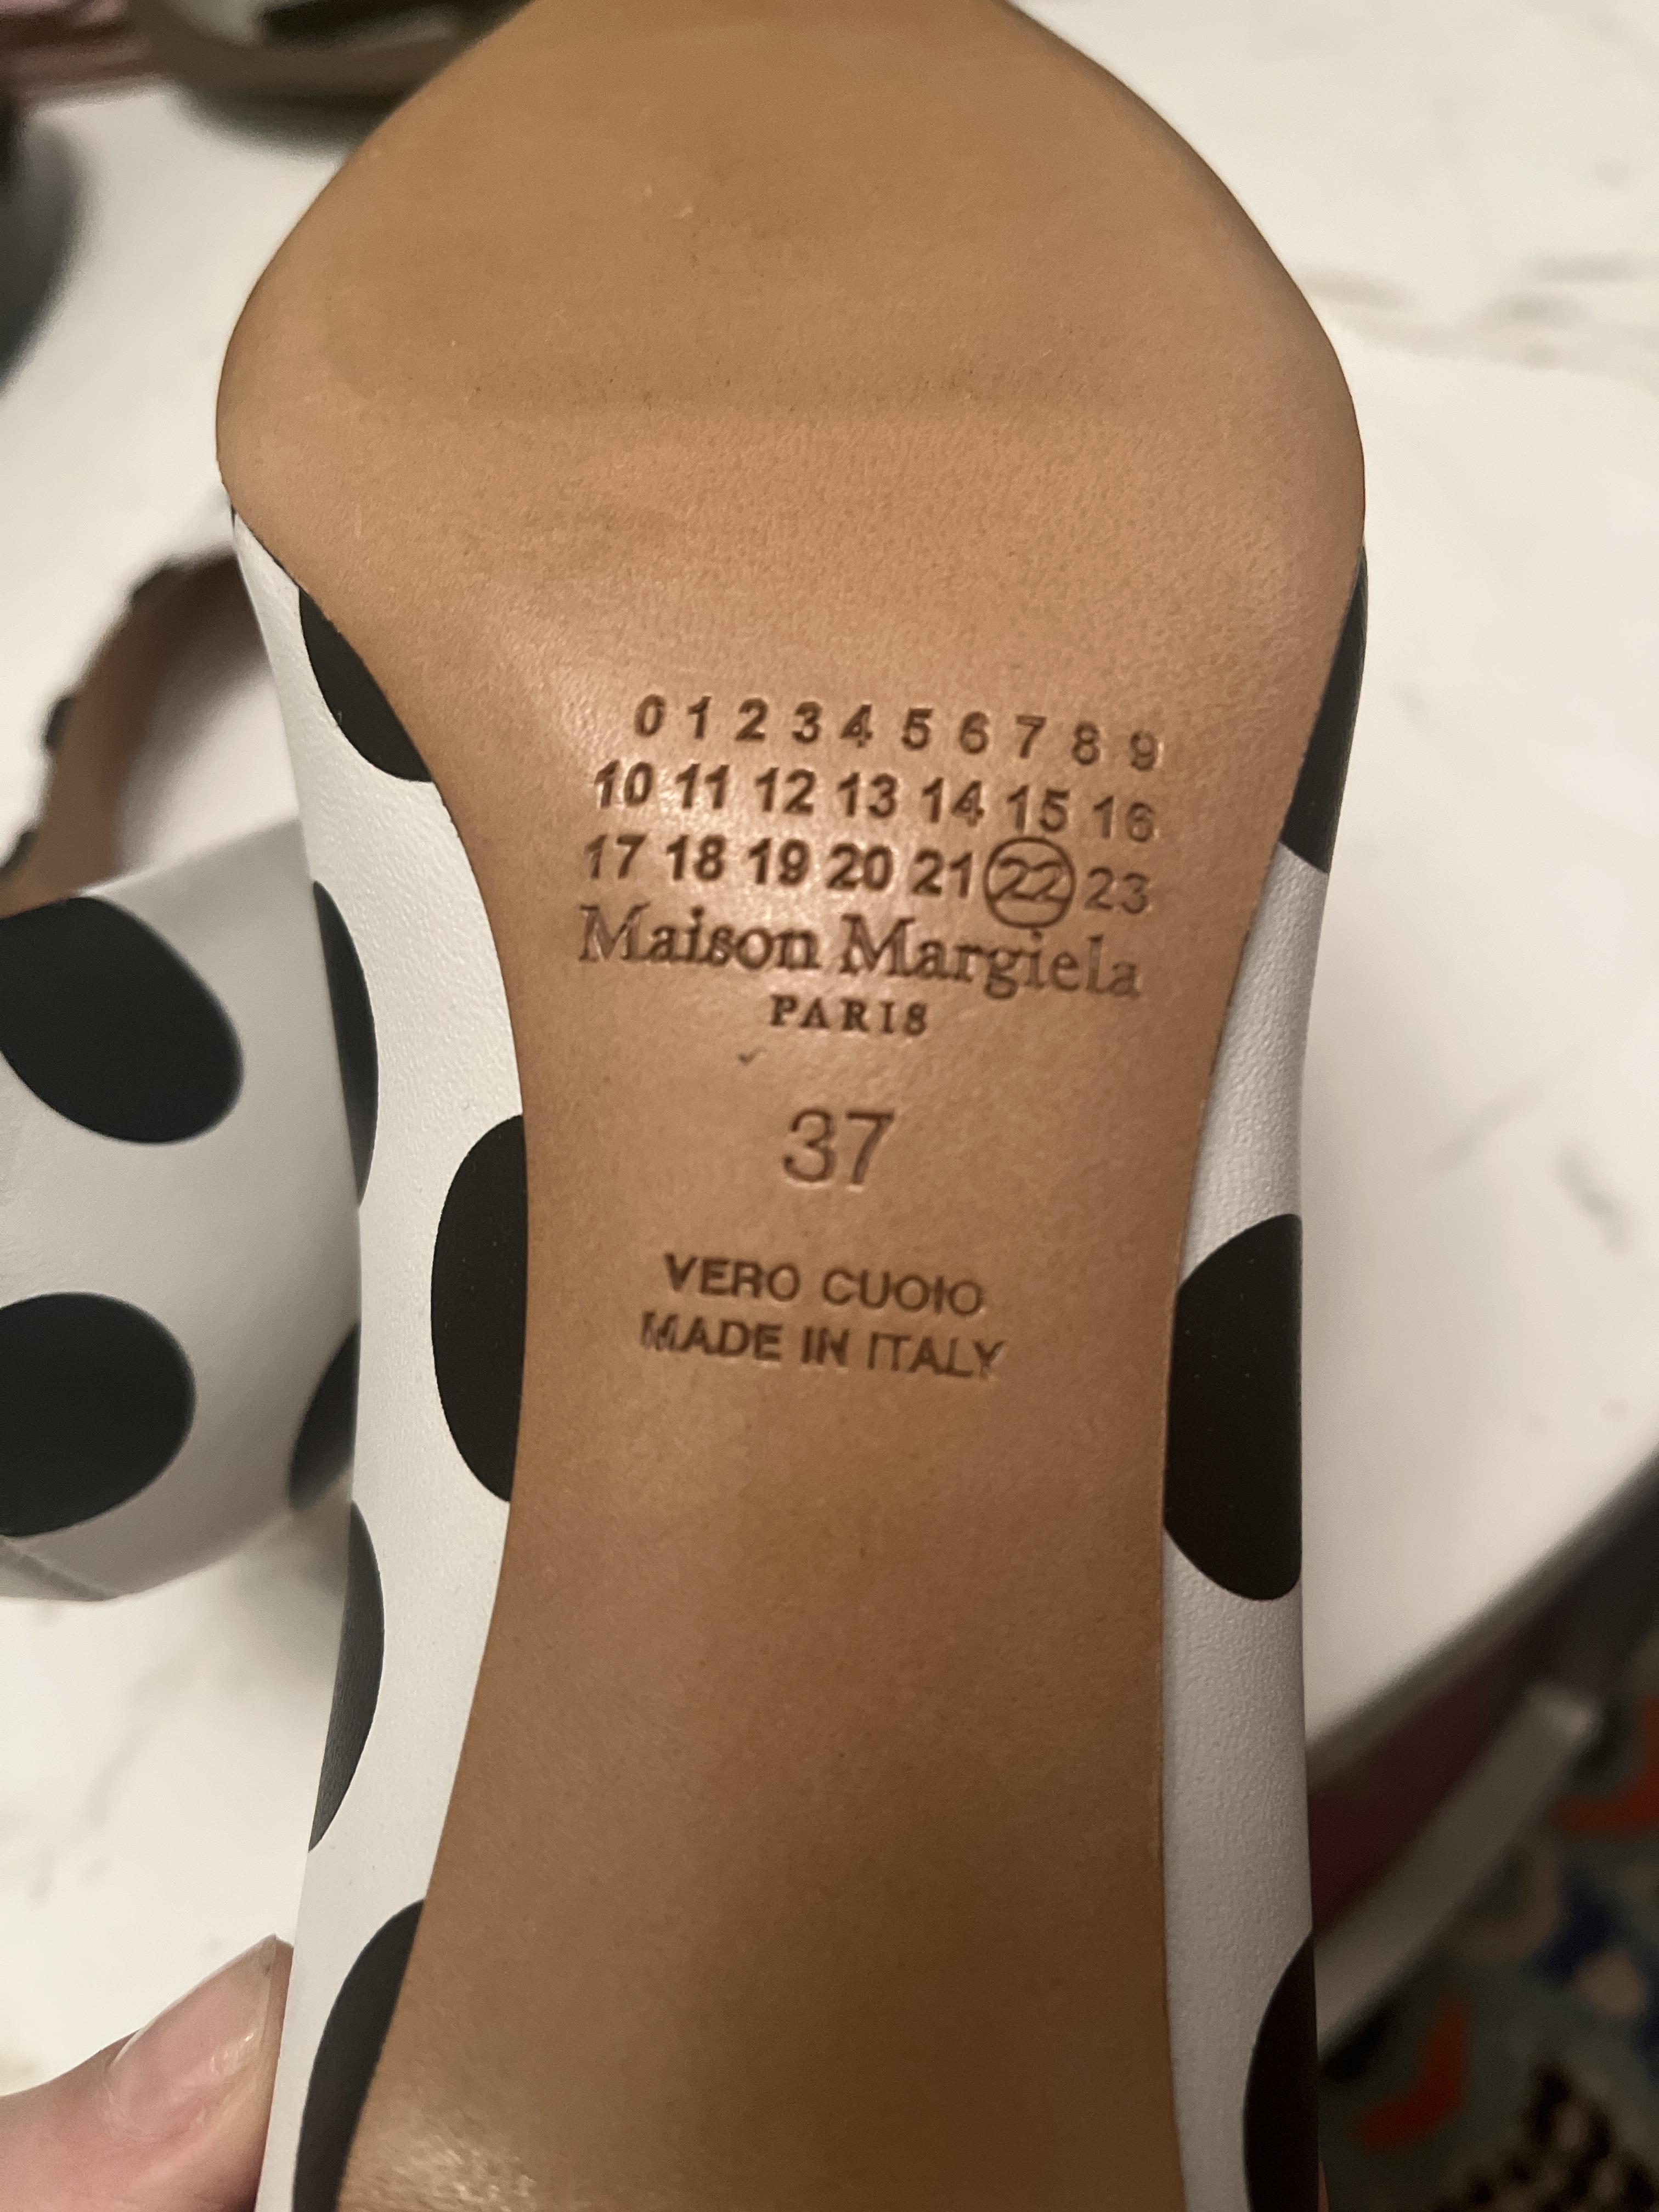 0 1 2 3 4 5 6 7 8 9
10 11 12 13 14 15 16
17 18 19 20 21 22 23
Maison Margiela
PARIS
37
VERO CUOIO
MADE IN ITALY